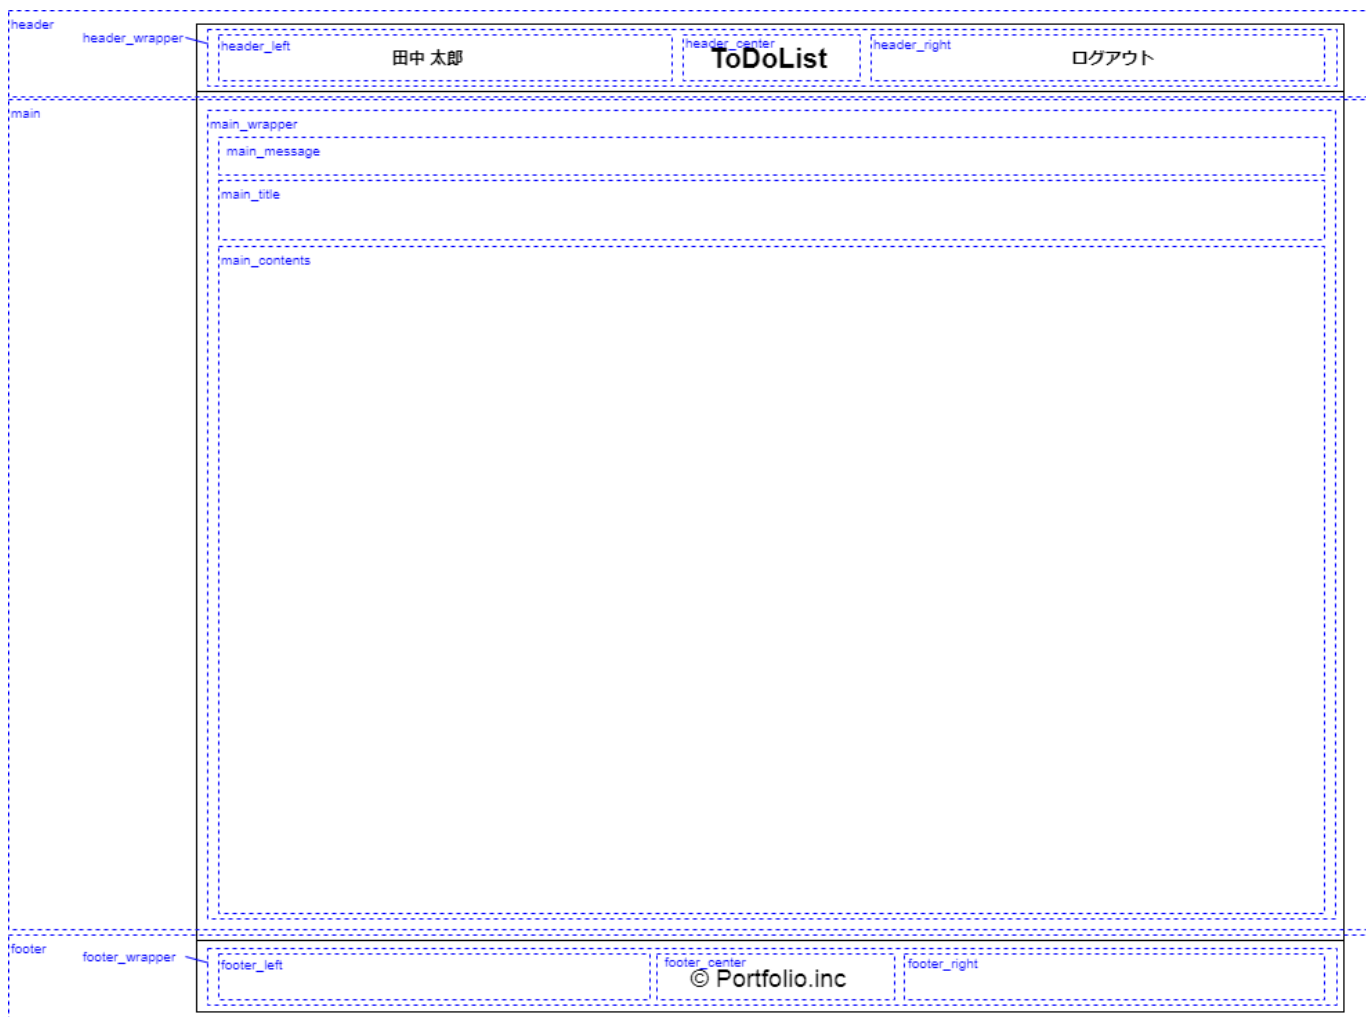 header
header_wrapper
header_left
田中 太郎
header_center
ToDoList
header_right
ログアウト
main
main_wrapper
main_message
main_title
main_contents
footer
footer_wrapper
footer_left
footer_center
© Portfolio.inc
footer_right